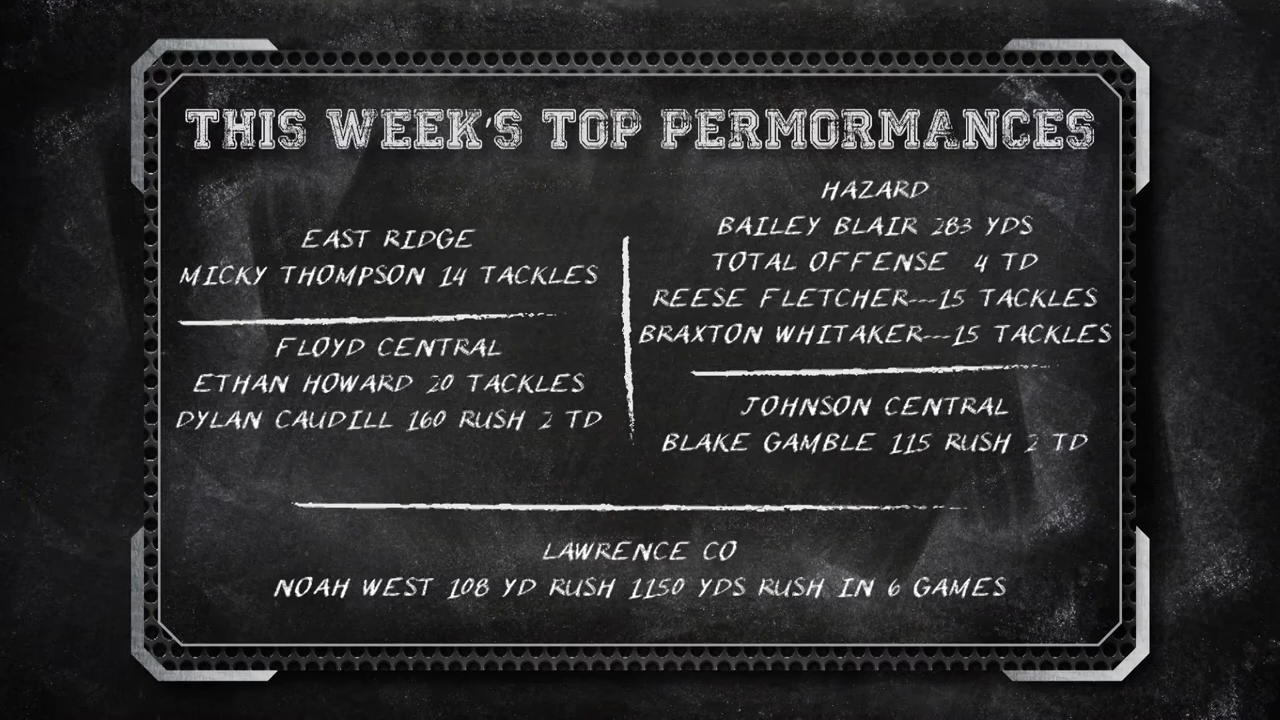 THIS WEEK'S TOP PERMORMANCES
EAST RIDGE
MICKY THOMPSON 14 TACKLES
FLOYD CENTRAL
ETHAN HOWARD 20 TACKLES
DYLAN CAUDILL 160 RUSH 2 TD
HAZARD
BAILEY BLAIR 283 YDS
TOTAL OFFENSE 4 TD
REESE FLETCHER---15 TACKLES
BRAXTON WHITAKER---15 TACKLES
JOHNSON CENTRAL
BLAKE GAMBLE 115 RUSH 2 TD
LAWRENCE CO
NOAH WEST 108 YD RUSH 1150 YDS RUSH IN 6 GAMES